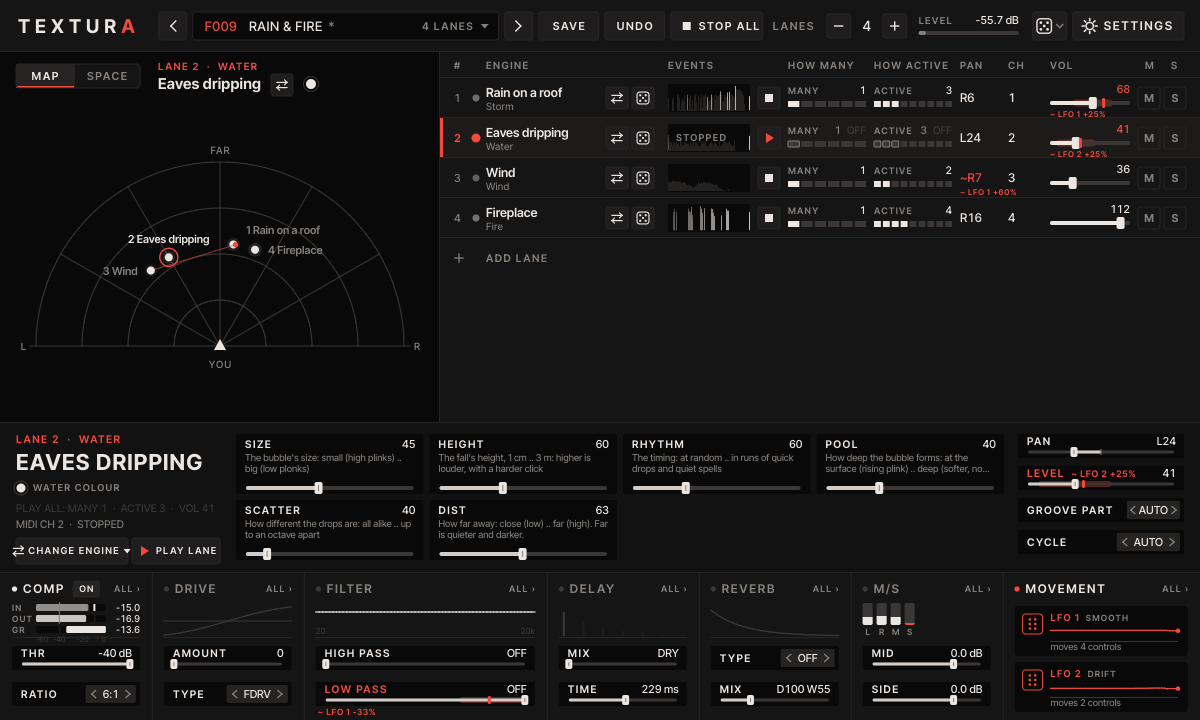 TEXTURA
F009 RAIN & FIRE *
4 LANES
SAVE
UNDO
STOP ALL
LANES
4
LEVEL
-55.7 dB
SETTINGS
MAP
SPACE
LANE 2 · WATER
Eaves dripping
FAR
1 Rain on a roof
2 Eaves dripping
4 Fireplace
3 Wind
L
R
YOU
# ENGINE EVENTS HOW MANY HOW ACTIVE PAN CH VOL M S
1 Rain on a roof MANY 1 ACTIVE 3 R6 1 68 M S
Storm
~ LFO 1 +25%
2 Eaves dripping STOPPED MANY 1 OFF ACTIVE 3 OFF L24 2 41 M S
Water
~ LFO 2 +25%
3 Wind MANY 1 ACTIVE 2 ~R7 3 36 M S
Wind
~ LFO 1 +60%
4 Fireplace MANY 1 ACTIVE 4 R16 4 112 M S
Fire
+ ADD LANE
LANE 2 · WATER
EAVES DRIPPING
WATER COLOUR
PLAY ALL: MANY 1 · ACTIVE 3 · VOL 41
MIDI CH 2 · STOPPED
CHANGE ENGINE
PLAY LANE
SIZE 45
The bubble's size: small (high plinks) ..
big (low plonks)
HEIGHT 60
The fall's height, 1 cm .. 3 m: higher is
louder, with a harder click
RHYTHM 60
The timing: at random .. in runs of quick
drops and quiet spells
POOL 40
How deep the bubble forms: at the
surface (rising plink) .. deep (softer, no...
SCATTER 40
How different the drops are: all alike .. up
to an octave apart
DIST 63
How far away: close (low) .. far (high). Far
is quieter and darker.
PAN L24
LEVEL ~ LFO 2 +25% 41
GROOVE PART < AUTO >
CYCLE < AUTO >
COMP ON ALL ›
IN -15.0
OUT -16.9
GR -13.6
-60 -40 -20 0
THR -40 dB
RATIO < 6:1 >
DRIVE ALL ›
AMOUNT 0
TYPE < FDRV >
FILTER ALL ›
20 20k
HIGH PASS OFF
LOW PASS OFF
~ LFO 1 -33%
DELAY ALL ›
MIX DRY
TIME 229 ms
REVERB ALL ›
TYPE < OFF >
MIX D100 W55
M/S ALL ›
L R M S
MID 0.0 dB
SIDE 0.0 dB
MOVEMENT ALL ›
LFO 1 SMOOTH
moves 4 controls
LFO 2 DRIFT
moves 2 controls